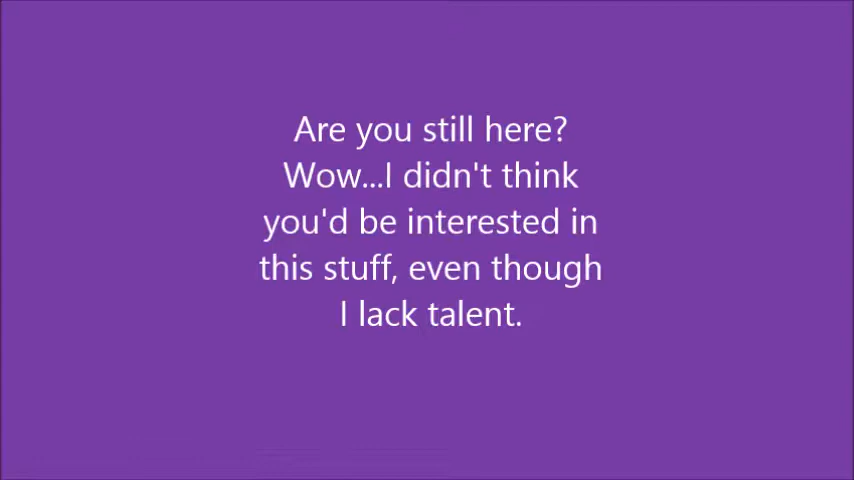 Are you still here?
Wow...I didn't think
you'd be interested in
this stuff, even though
I lack talent.